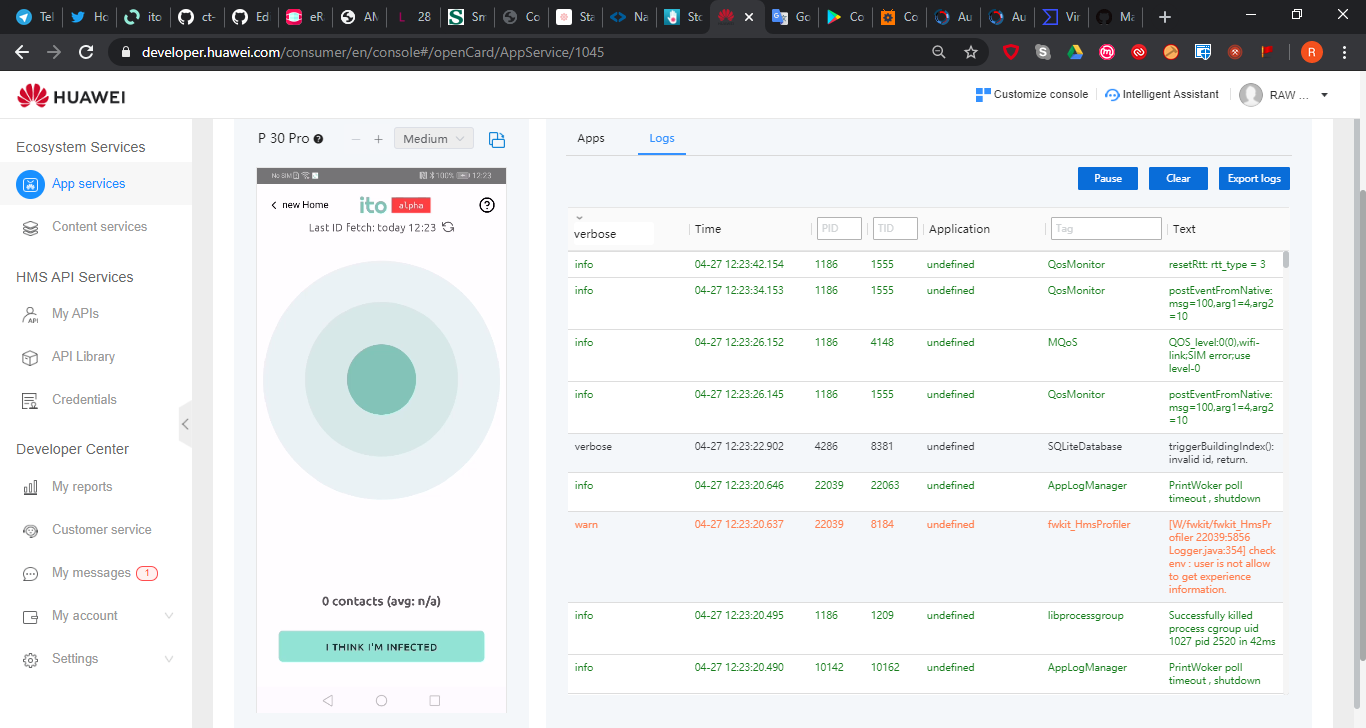 Tel
Ho
ito
ct-
Ed
eR
AM
L 28
Sm
Co
Sta
Na
Sto
Go
Co
Co
Au
Au
Vir
Ma
developer.huawei.com/consumer/en/console#/openCard/AppService/1045
R
HUAWEI
Customize console
Intelligent Assistant
RAW ...
Ecosystem Services
App services
Content services
HMS API Services
My APIs
API Library
Credentials
Developer Center
My reports
Customer service
My messages 1
My account
Settings
P 30 Pro
Medium
No SIM
100%
12:23
new Home
ito alpha
Last ID fetch: today 12:23
0 contacts (avg: n/a)
I THINK I'M INFECTED
Apps
Logs
Pause
Clear
Export logs
verbose
Time
PID
TID
Application
Tag
Text
info 04-27 12:23:42.154 1186 1555 undefined QosMonitor resetRtt: rtt_type = 3
info 04-27 12:23:34.153 1186 1555 undefined QosMonitor postEventFromNative:
msg=100,arg1=4,arg2
=10
info 04-27 12:23:26.152 1186 4148 undefined MQoS QOS_level:0(0),wifi-
link;SIM error;use
level-0
info 04-27 12:23:26.145 1186 1555 undefined QosMonitor postEventFromNative:
msg=100,arg1=4,arg2
=10
verbose 04-27 12:23:22.902 4286 8381 undefined SQLiteDatabase triggerBuildingIndex():
invalid id, return.
info 04-27 12:23:20.646 22039 22063 undefined AppLogManager PrintWoker poll
timeout , shutdown
warn 04-27 12:23:20.637 22039 8184 undefined fwkit_HmsProfiler [W/fwkit/fwkit_HmsPr
ofiler 22039:5856
Logger.java:354] check
env : user is not allow
to get experience
information.
info 04-27 12:23:20.495 1186 1209 undefined libprocessgroup Successfully killed
process cgroup uid
1027 pid 2520 in 42ms
info 04-27 12:23:20.490 10142 10162 undefined AppLogManager PrintWoker poll
timeout , shutdown